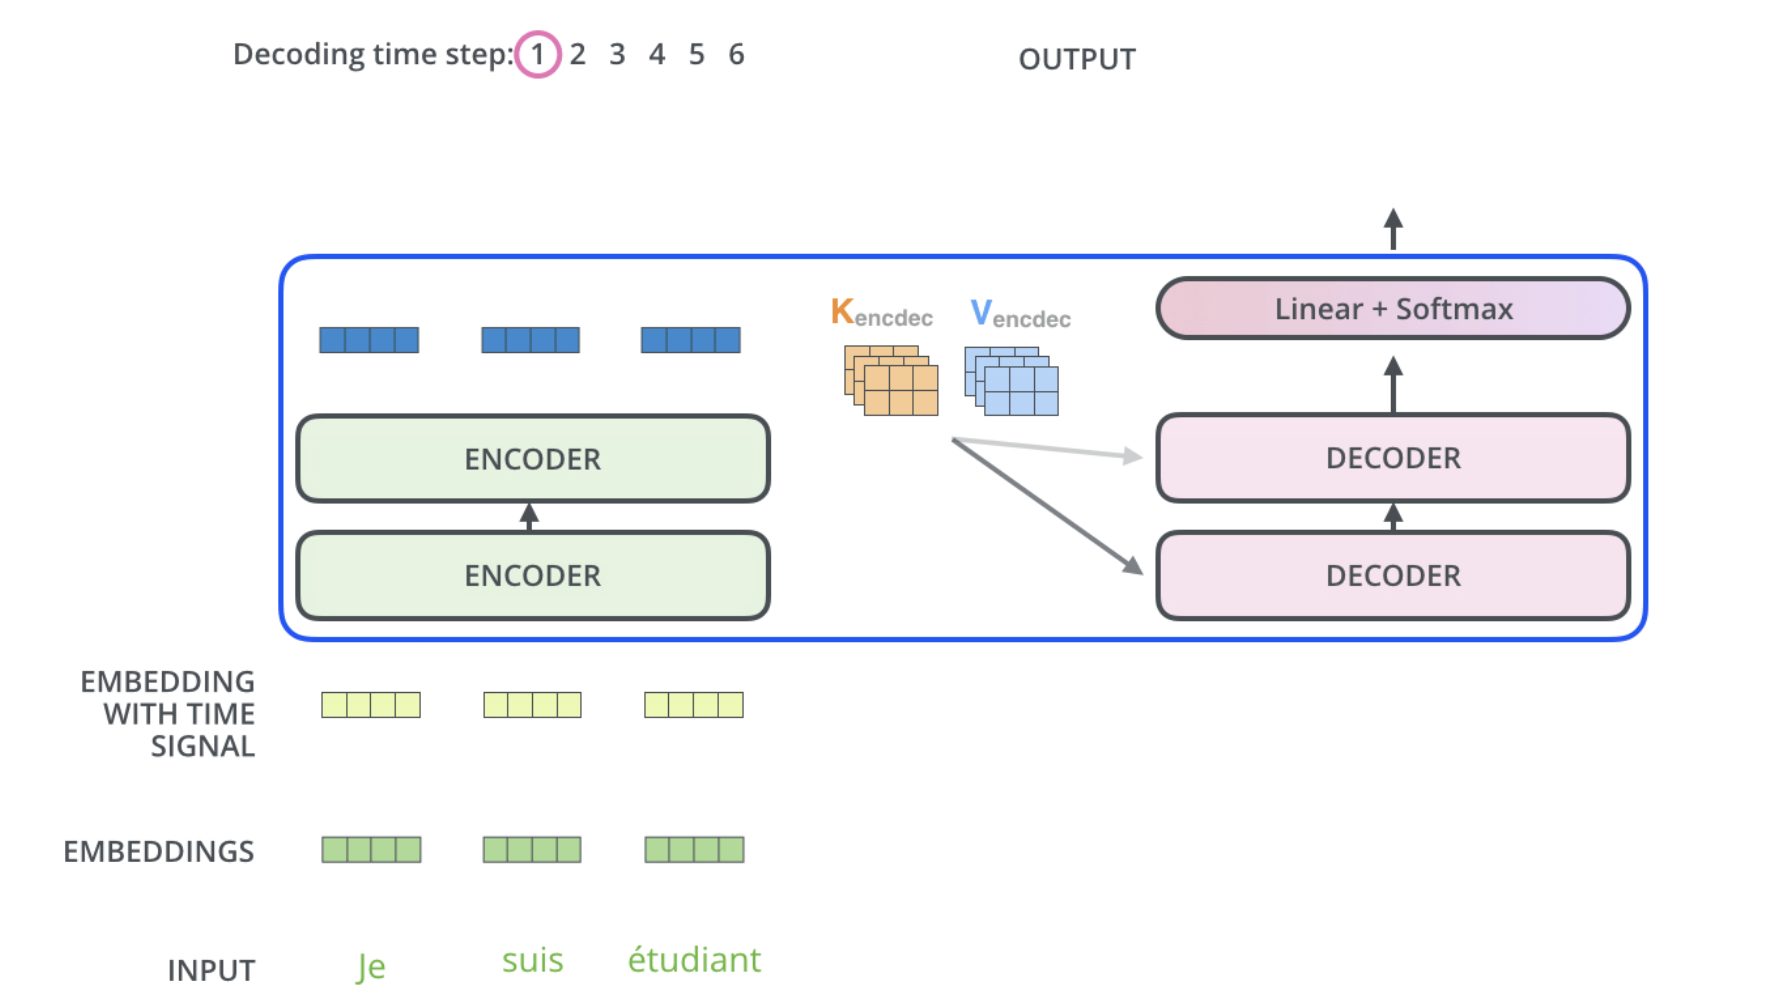 Decoding time step: 1 2 3 4 5 6
OUTPUT
Kencdec
Vencdec
Linear + Softmax
ENCODER
DECODER
ENCODER
DECODER
EMBEDDING
WITH TIME
SIGNAL
EMBEDDINGS
INPUT
Je suis étudiant